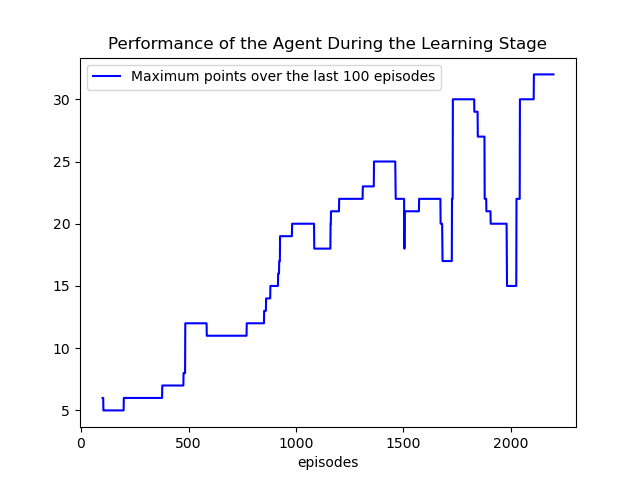 Performance of the Agent During the Learning Stage
Maximum points over the last 100 episodes
30
25
20
15
10
5
0 500 1000 1500 2000
episodes